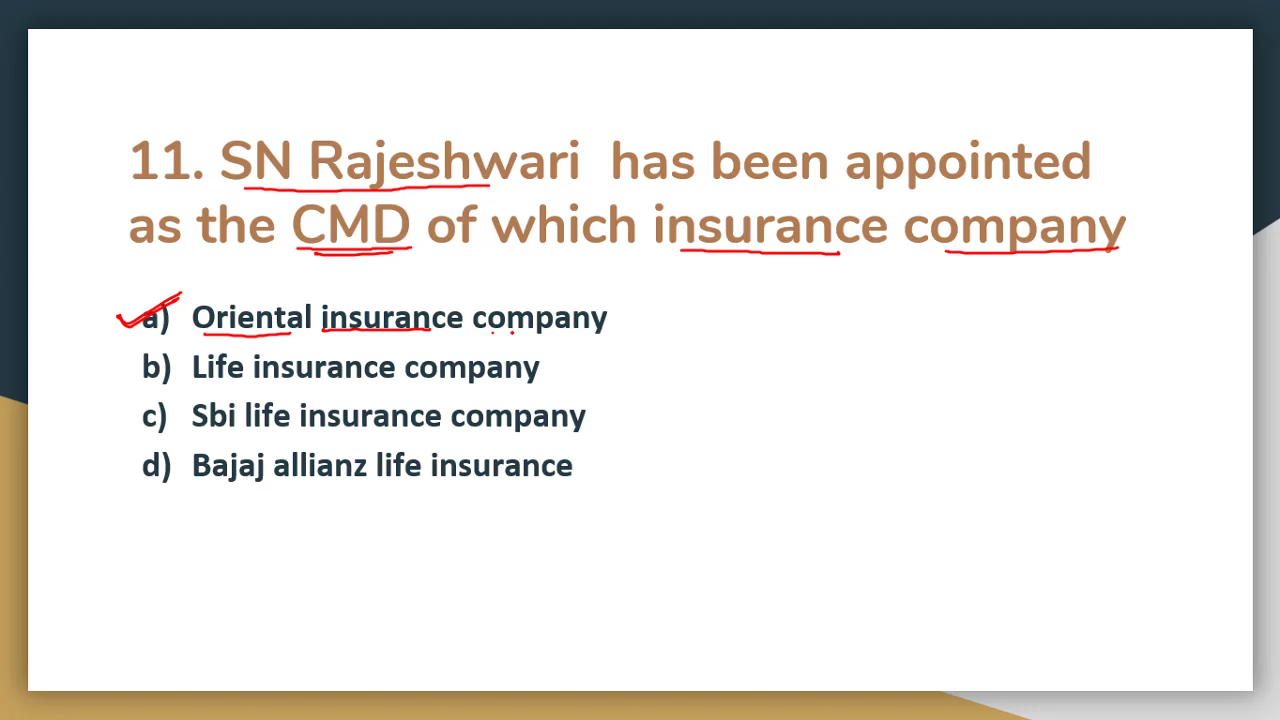 11. SN Rajeshwari has been appointed
as the CMD of which insurance company
a) Oriental insurance company
b) Life insurance company
c) Sbi life insurance company
d) Bajaj allianz life insurance